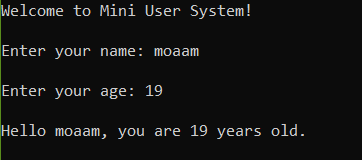 Welcome to Mini User System!
Enter your name: moaam
Enter your age: 19
Hello moaam, you are 19 years old.